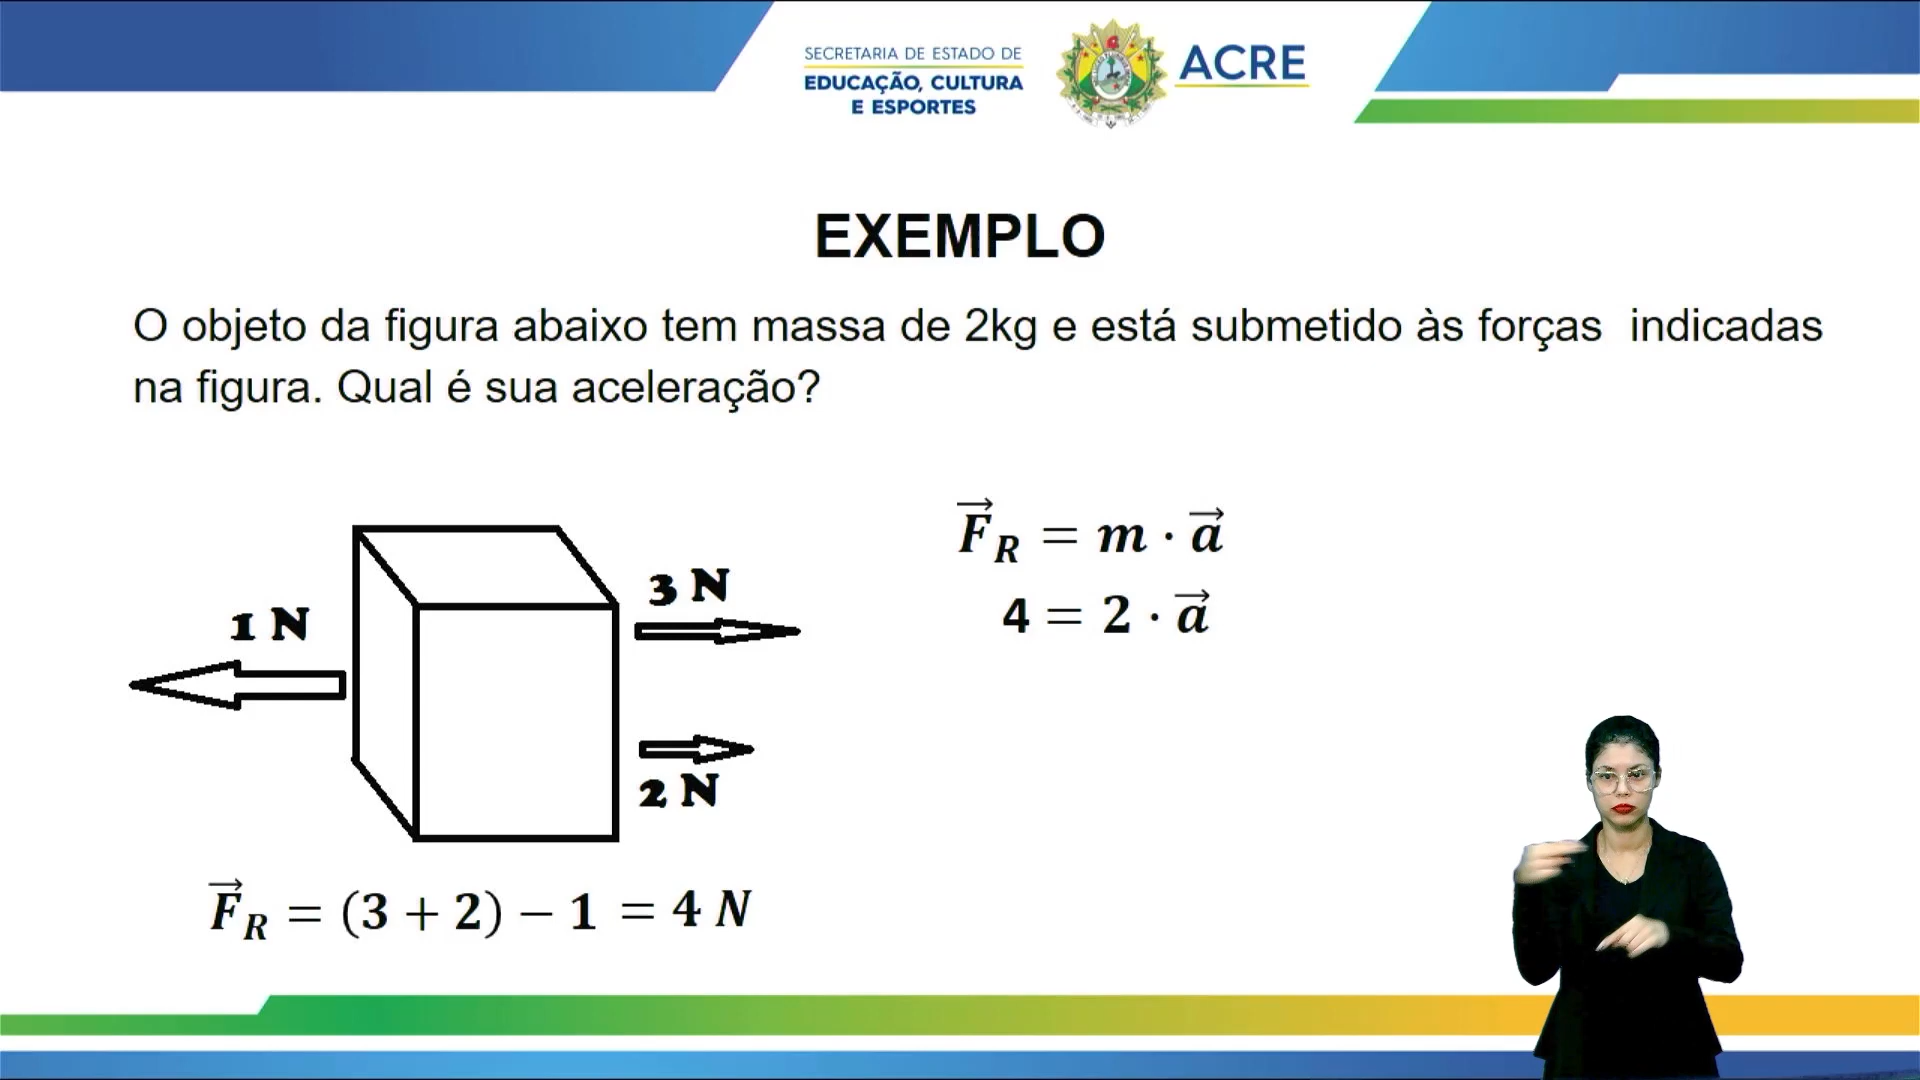 SECRETARIA DE ESTADO DE
EDUCAÇÃO, CULTURA
E ESPORTES
ACRE
EXEMPLO
O objeto da figura abaixo tem massa de 2kg e está submetido às forças indicadas
na figura. Qual é sua aceleração?
1 N
3 N
2 N
F⃗_R = (3 + 2) − 1 = 4 N
F⃗_R = m · a⃗
4 = 2 · a⃗